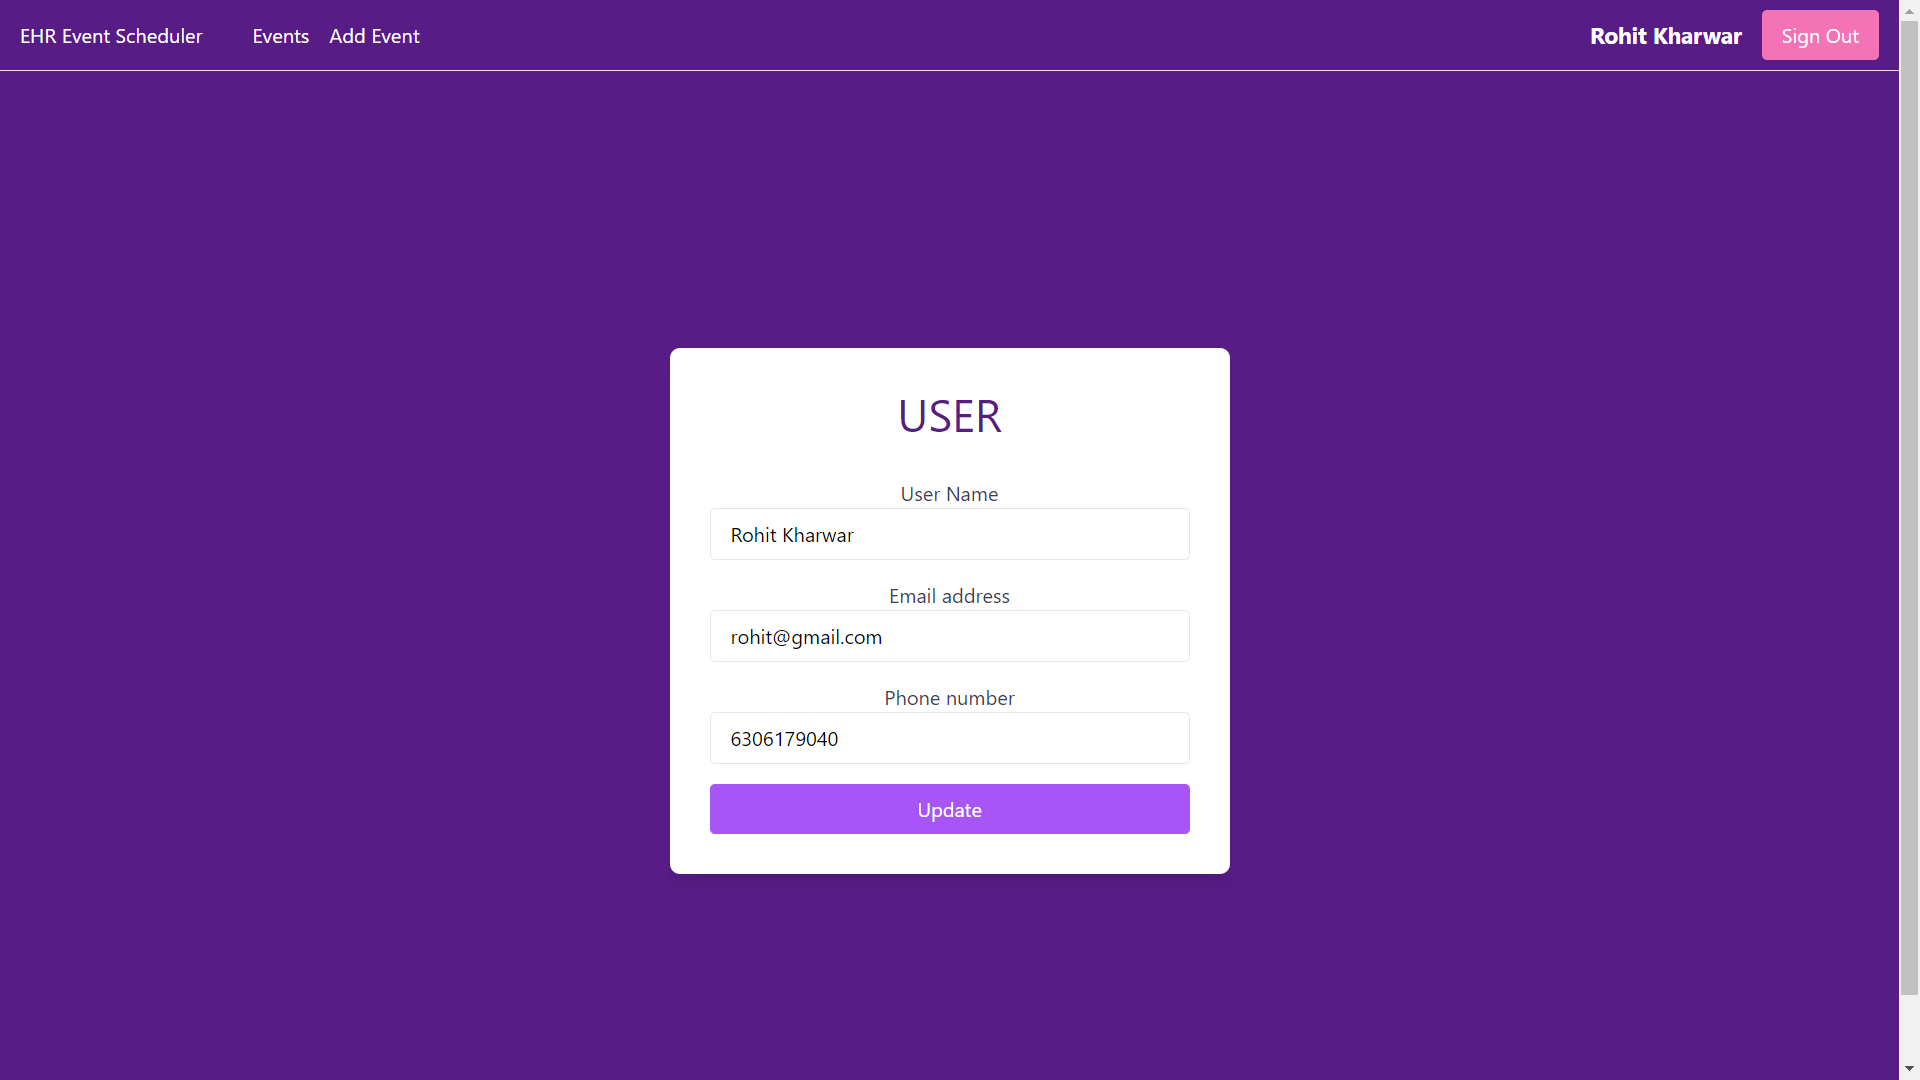 EHR Event Scheduler Events Add Event Rohit Kharwar Sign Out
USER
User Name
Rohit Kharwar
Email address
rohit@gmail.com
Phone number
6306179040
Update